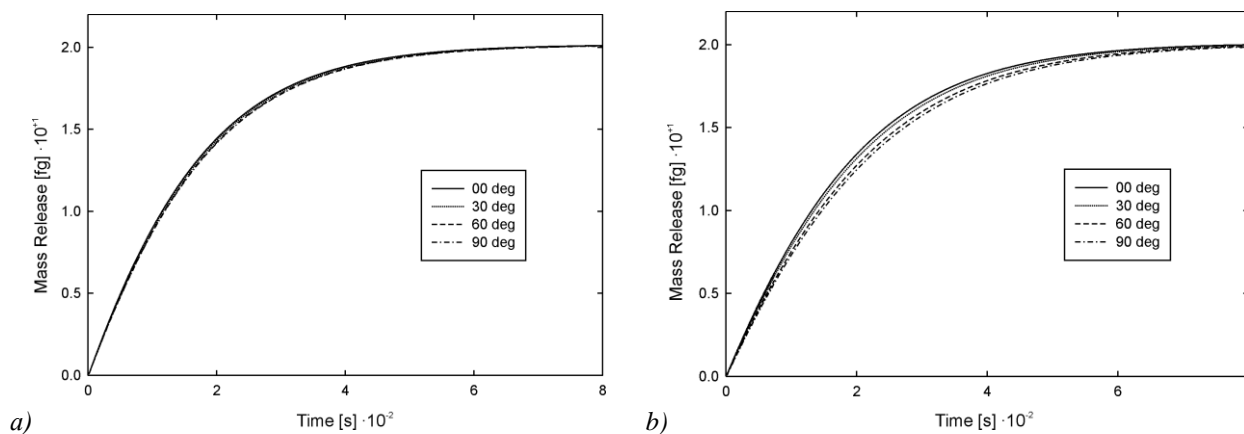 2.0
1.5
1.0
0.5
0.0
Mass Release [fg] ·10⁺¹
00 deg
30 deg
60 deg
90 deg
0 2 4 6 8
Time [s] ·10⁻²
a)
2.0
1.5
1.0
0.5
0.0
Mass Release [fg] ·10⁺¹
00 deg
30 deg
60 deg
90 deg
0 2 4 6
Time [s] ·10⁻²
b)